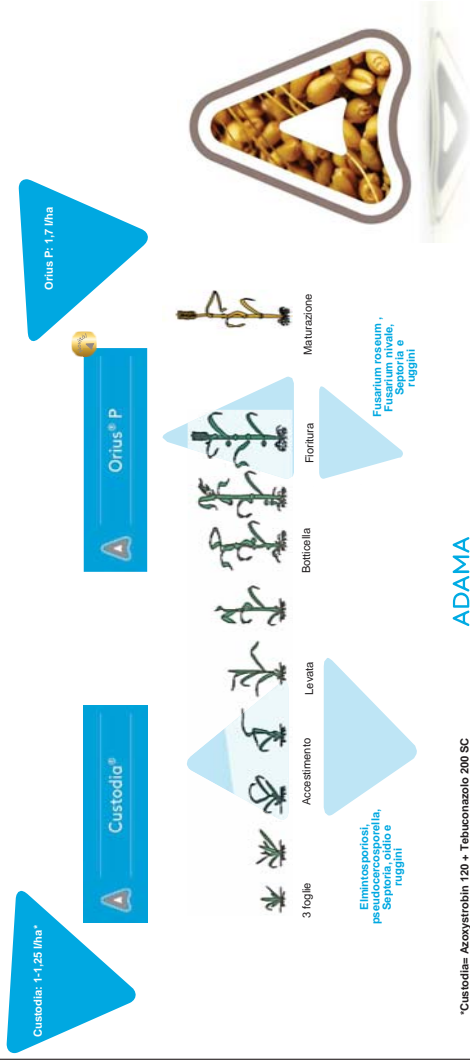 Custodia: 1-1,25 l/ha*
Orius P: 1,7 l/ha
Custodia®
Orius® P
3 foglie
Accestimento
Levata
Botticella
Fioritura
Maturazione
Elmintosporiosi,
pseudocercosporella,
Septoria, oidio e
ruggini
Fusarium roseum ,
Fusarium nivale,
Septoria e
ruggini
*Custodia= Azoxystrobin 120 + Tebuconazolo 200 SC
ADAMA